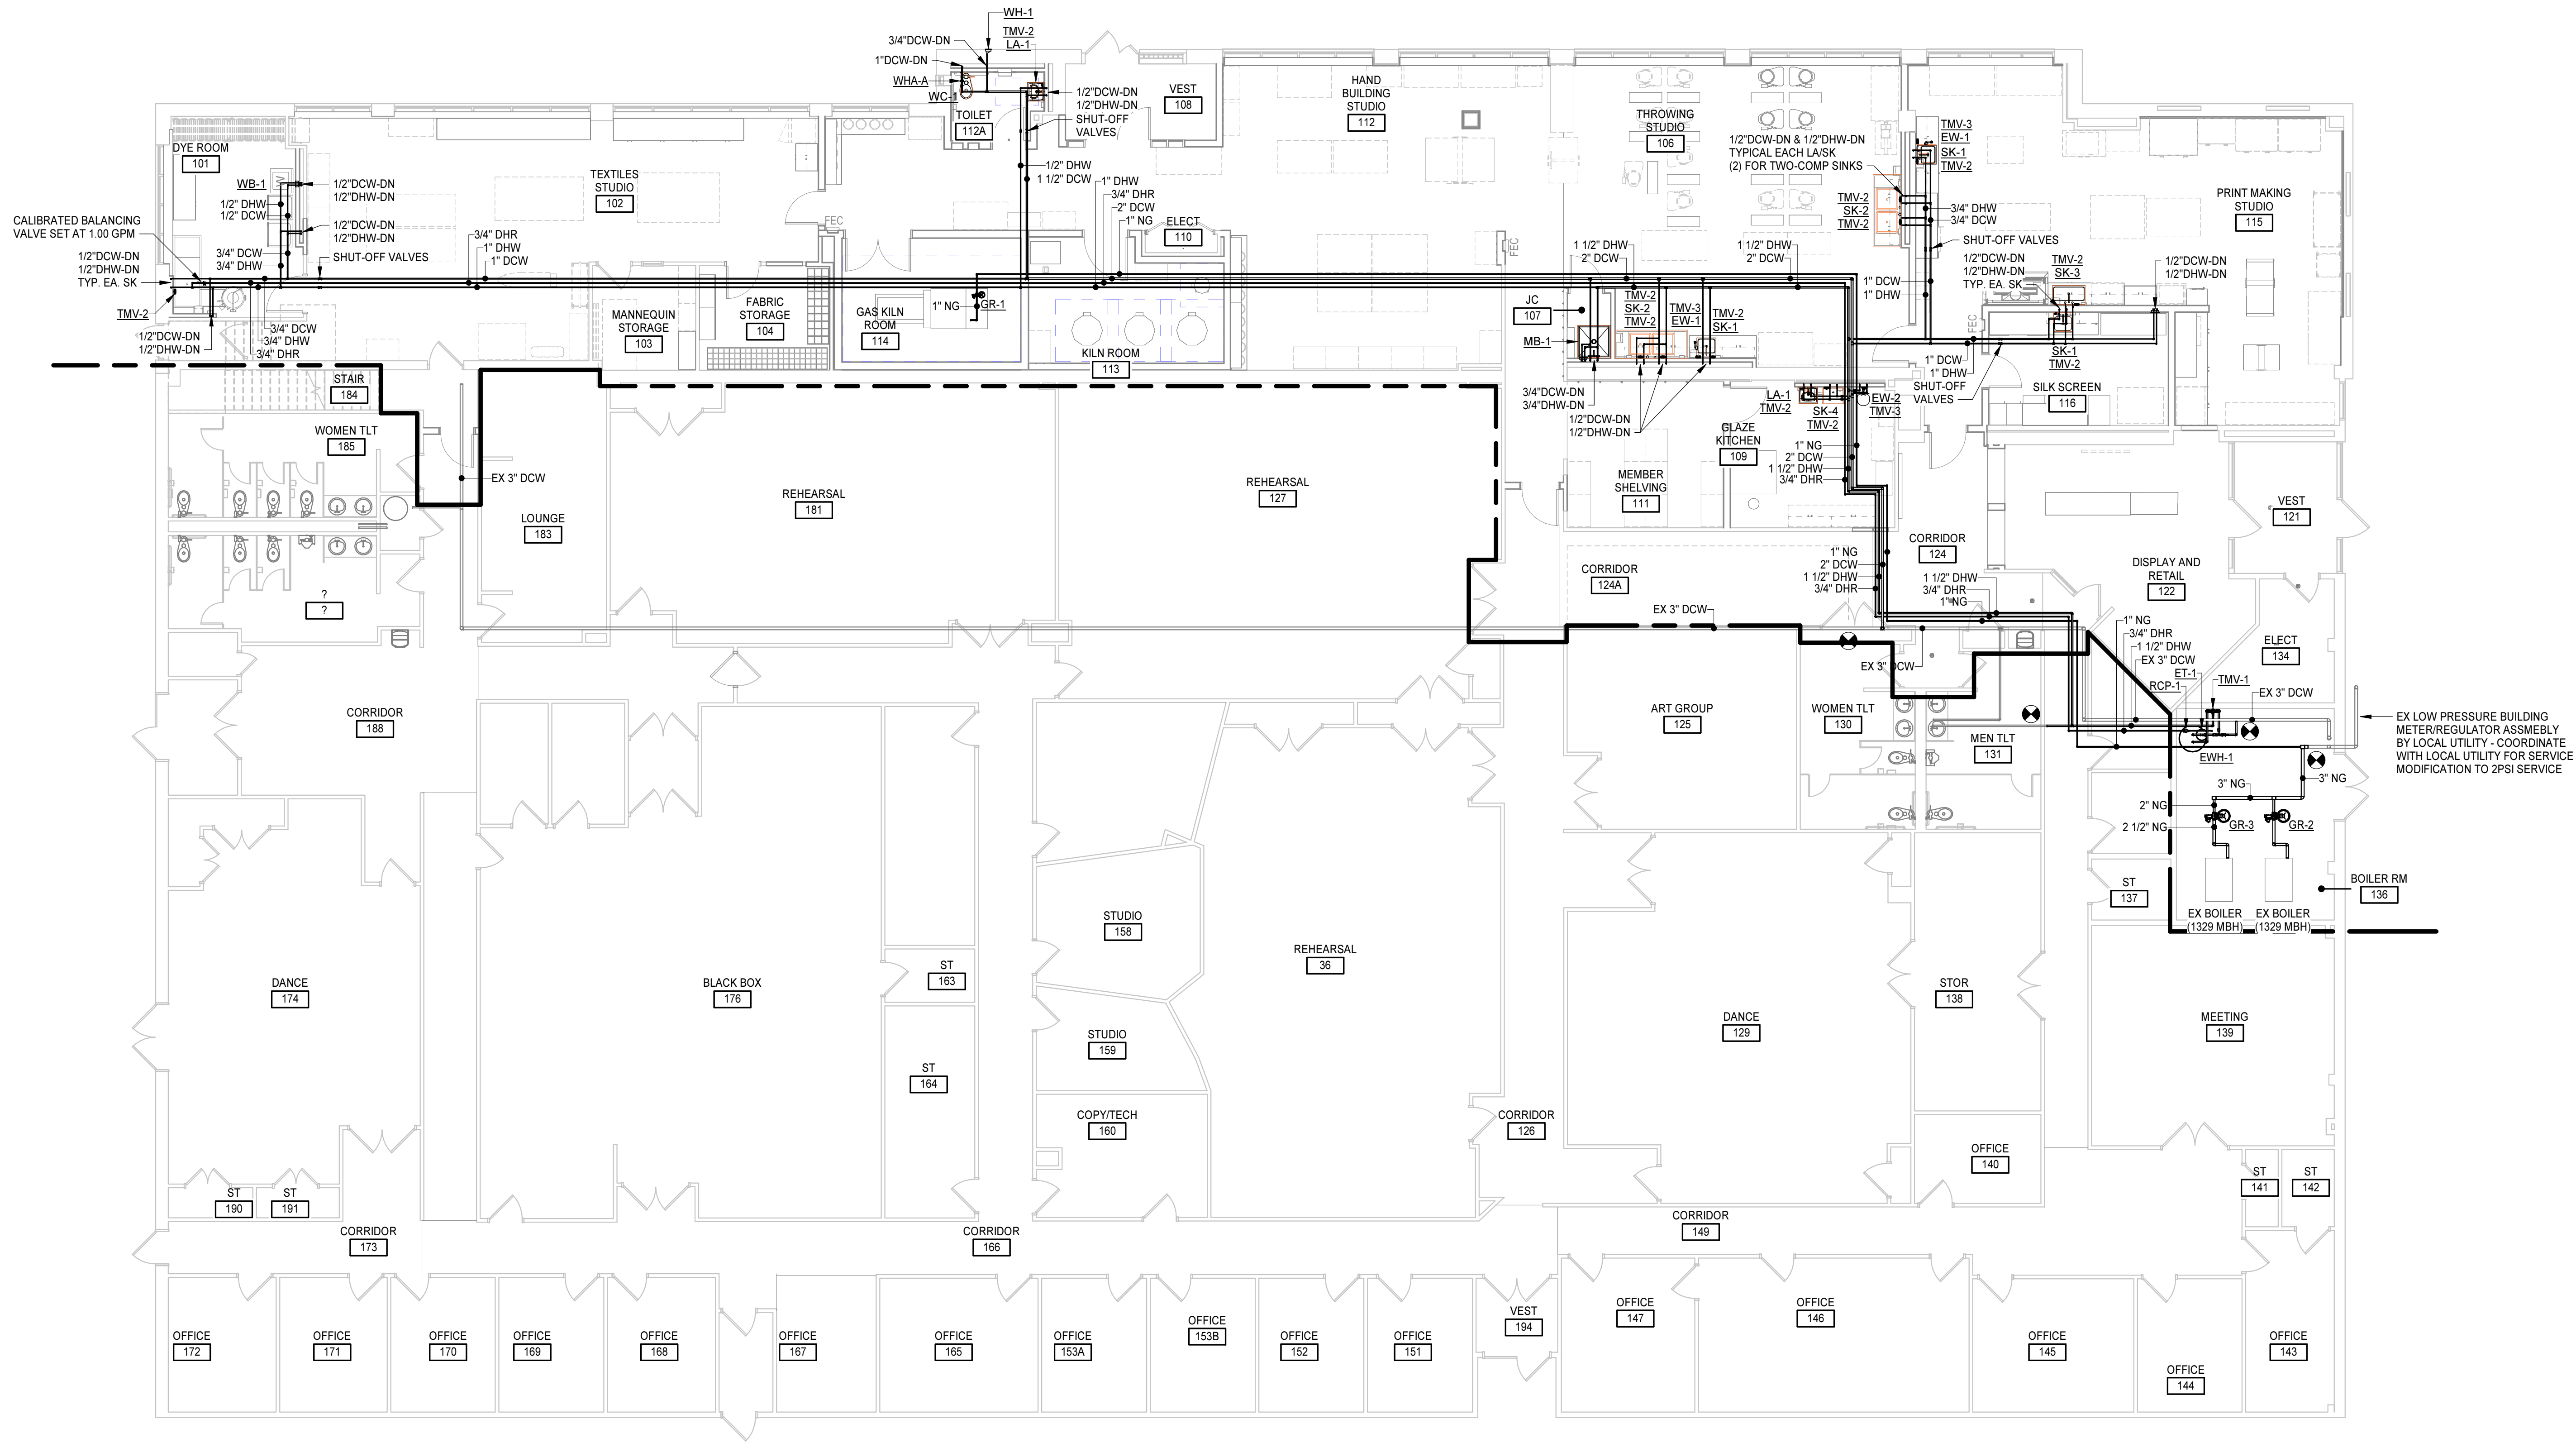 WH-1
3/4"DCW-DN
TMV-2
LA-1
1"DCW-DN
WHA-A
WC-1
1/2"DCW-DN
1/2"DHW-DN
SHUT-OFF
VALVES
TOILET
112A
VEST
108
HAND
BUILDING
STUDIO
112
THROWING
STUDIO
106
1/2"DCW-DN & 1/2"DHW-DN
TYPICAL EACH LA/SK
(2) FOR TWO-COMP SINKS
TMV-3
EW-1
SK-1
TMV-2
DYE ROOM
101
WB-1
1/2" DHW
1/2" DCW
1/2"DCW-DN
1/2"DHW-DN
1/2"DCW-DN
1/2"DHW-DN
3/4" DCW
3/4" DHW
TEXTILES
STUDIO
102
CALIBRATED BALANCING
VALVE SET AT 1.00 GPM
1/2"DCW-DN
1/2"DHW-DN
TYP. EA. SK
TMV-2
1/2"DCW-DN
1/2"DHW-DN
3/4" DCW
3/4" DHW
3/4" DHR
SHUT-OFF VALVES
3/4" DHR
1" DHW
1" DCW
MANNEQUIN
STORAGE
103
FABRIC
STORAGE
104
FEC
GAS KILN
ROOM
114
1" NG
GR-1
1/2" DHW
1 1/2" DCW
1" DHW
3/4" DHR
2" DCW
1" NG
ELECT
110
KILN ROOM
113
FEC
1 1/2" DHW
2" DCW
1 1/2" DHW
2" DCW
TMV-2
SK-2
TMV-2
3/4" DHW
3/4" DCW
SHUT-OFF VALVES
1" DCW
1" DHW
PRINT MAKING
STUDIO
115
1/2"DCW-DN
1/2"DHW-DN
TYP. EA. SK
TMV-2
SK-3
1/2"DCW-DN
1/2"DHW-DN
FEC
JC
107
MB-1
TMV-2
SK-2
TMV-2
TMV-3
EW-1
TMV-2
SK-1
3/4"DCW-DN
3/4"DHW-DN
1/2"DCW-DN
1/2"DHW-DN
LA-1
TMV-2
SK-4
TMV-2
EW-2
TMV-3
1" DCW
1" DHW
SHUT-OFF
VALVES
SK-1
TMV-2
SILK SCREEN
116
GLAZE
KITCHEN
109
MEMBER
SHELVING
111
1" NG
2" DCW
1 1/2" DHW
3/4" DHR
STAIR
184
WOMEN TLT
185
EX 3" DCW
LOUNGE
183
REHEARSAL
181
REHEARSAL
127
?
?
CORRIDOR
124A
1" NG
2" DCW
1 1/2" DHW
3/4" DHR
CORRIDOR
124
1 1/2" DHW
3/4" DHR
1" NG
DISPLAY AND
RETAIL
122
VEST
121
EX 3" DCW
EX 3" DCW
1" NG
3/4" DHR
1 1/2" DHW
EX 3" DCW
ET-1
RCP-1
TMV-1
ELECT
134
EX 3" DCW
EX LOW PRESSURE BUILDING
METER/REGULATOR ASSMEBLY
BY LOCAL UTILITY - COORDINATE
WITH LOCAL UTILITY FOR SERVICE
MODIFICATION TO 2PSI SERVICE
EWH-1
3" NG
3" NG
2" NG
2 1/2" NG
GR-3
GR-2
BOILER RM
136
EX BOILER
(1329 MBH)
EX BOILER
(1329 MBH)
CORRIDOR
188
ART GROUP
125
WOMEN TLT
130
MEN TLT
131
ST
137
STUDIO
158
REHEARSAL
36
ST
163
BLACK BOX
176
DANCE
174
STOR
138
DANCE
129
MEETING
139
STUDIO
159
ST
164
COPY/TECH
160
CORRIDOR
126
OFFICE
140
ST
141
ST
142
ST
190
ST
191
CORRIDOR
173
CORRIDOR
166
CORRIDOR
149
OFFICE
172
OFFICE
171
OFFICE
170
OFFICE
169
OFFICE
168
OFFICE
167
OFFICE
165
OFFICE
153A
OFFICE
153B
OFFICE
152
OFFICE
151
VEST
194
OFFICE
147
OFFICE
146
OFFICE
145
OFFICE
144
OFFICE
143